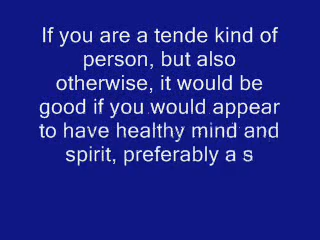 If you are a tende kind of
person, but also
otherwise, it would be
good if you would appear
to have healthy mind and
spirit, preferably a s